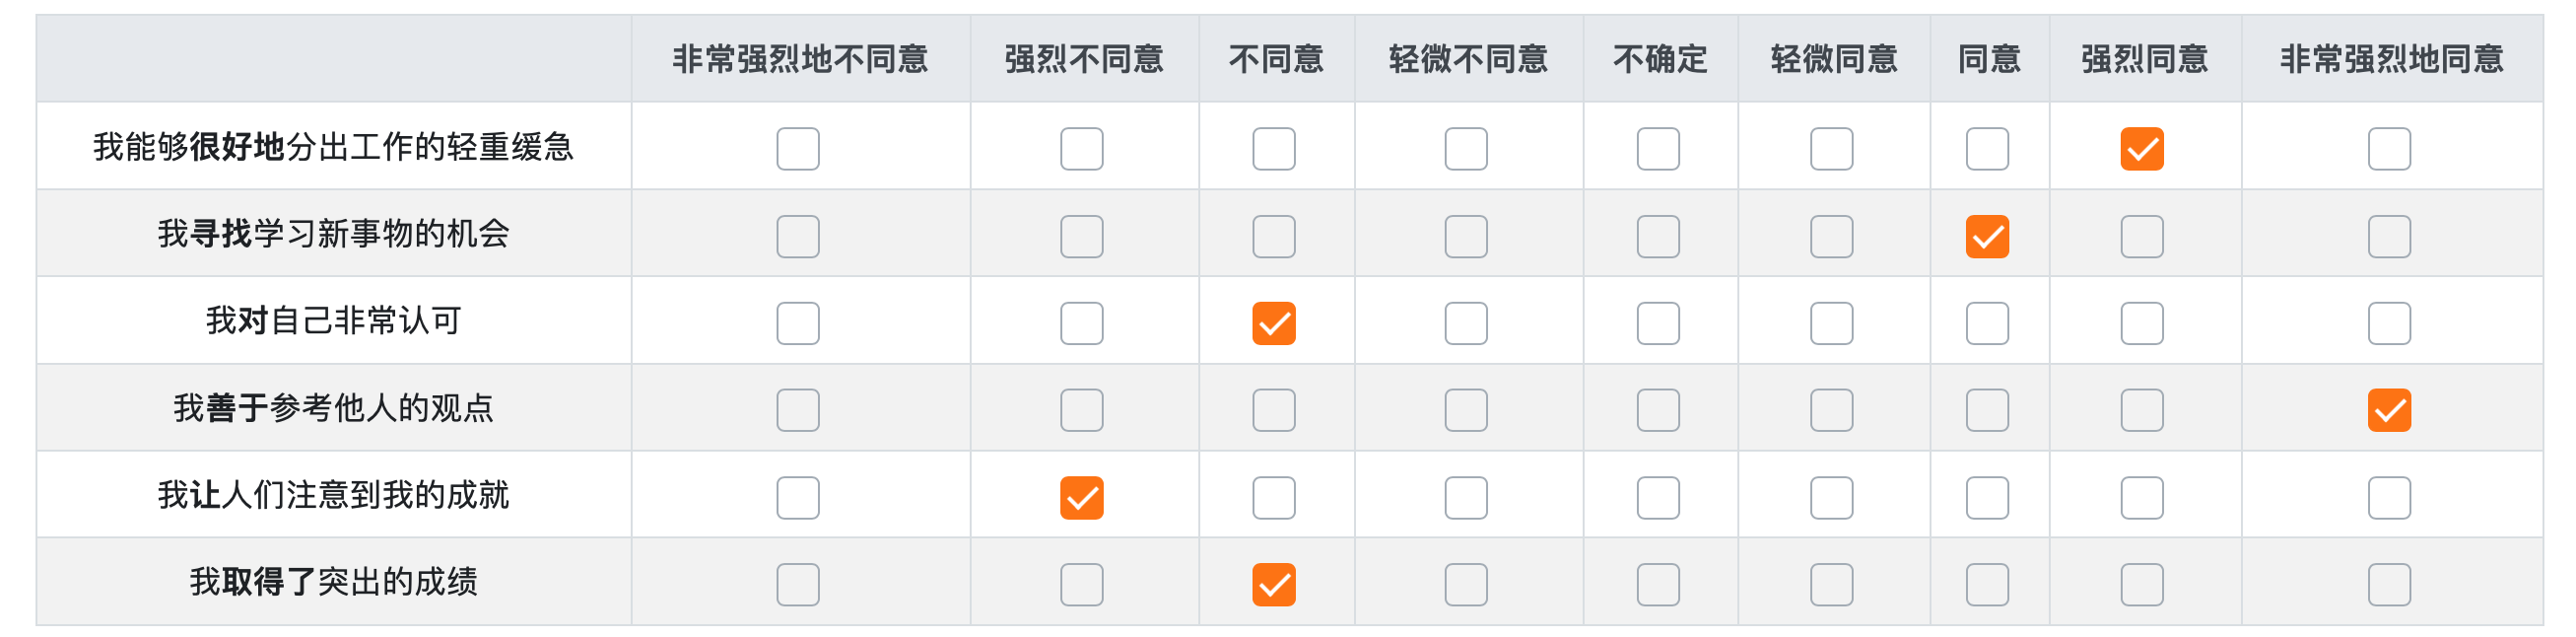 非常强烈地不同意 强烈不同意 不同意 轻微不同意 不确定 轻微同意 同意 强烈同意 非常强烈地同意
我能够很好地分出工作的轻重缓急
我寻找学习新事物的机会
我对自己非常认可
我善于参考他人的观点
我让人们注意到我的成就
我取得了突出的成绩